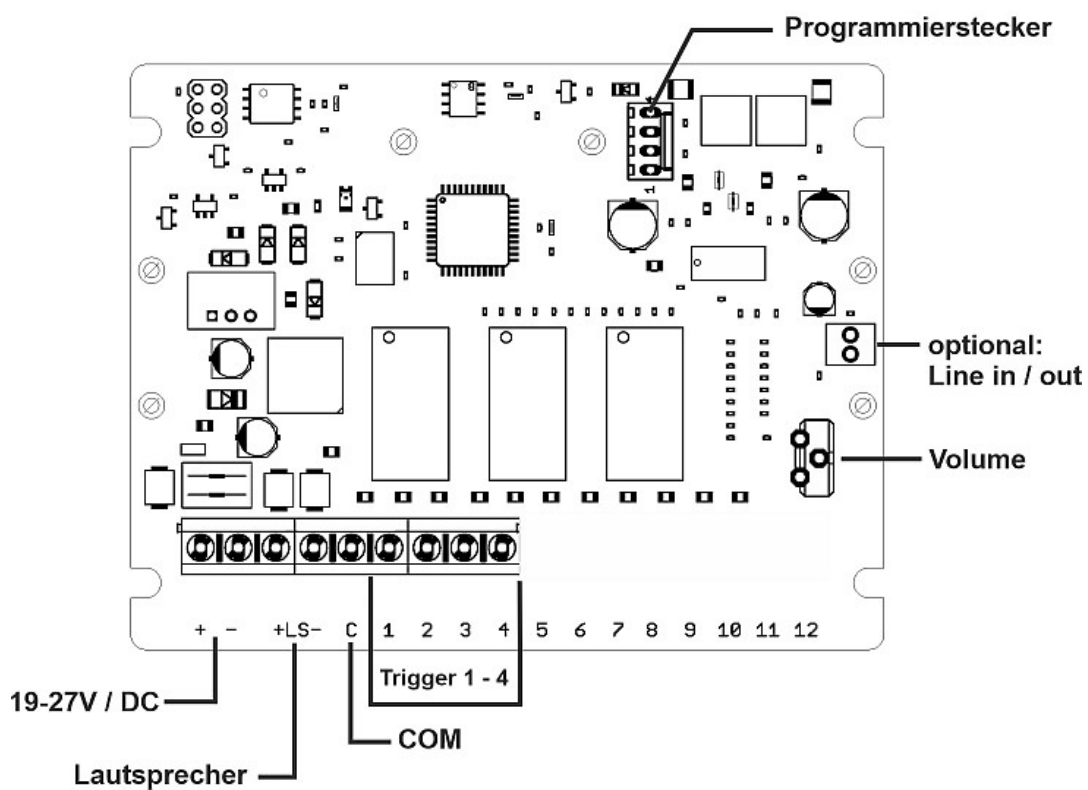 Programmierstecker
1
optional:
Line in / out
Volume
+ - +LS- C 1 2 3 4 5 6 7 8 9 10 11 12
Trigger 1 - 4
19-27V / DC
COM
Lautsprecher